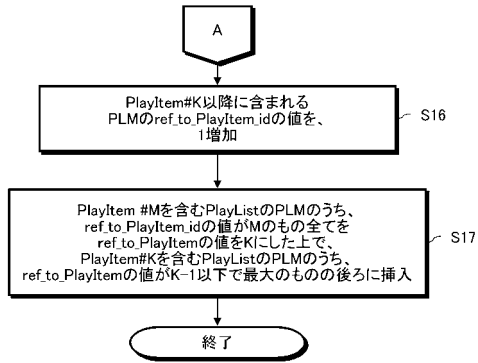 A
PlayItem#K以降に含まれる
PLMのref_to_PlayItem_idの値を、
1増加
S16
PlayItem #Mを含むPlayListのPLMのうち、
ref_to_PlayItem_idの値がMのもの全てを
ref_to_PlayItemの値をKにした上で、
PlayItem#Kを含むPlayListのPLMのうち、
ref_to_PlayItemの値がK-1以下で最大のものの後ろに挿入
S17
終了